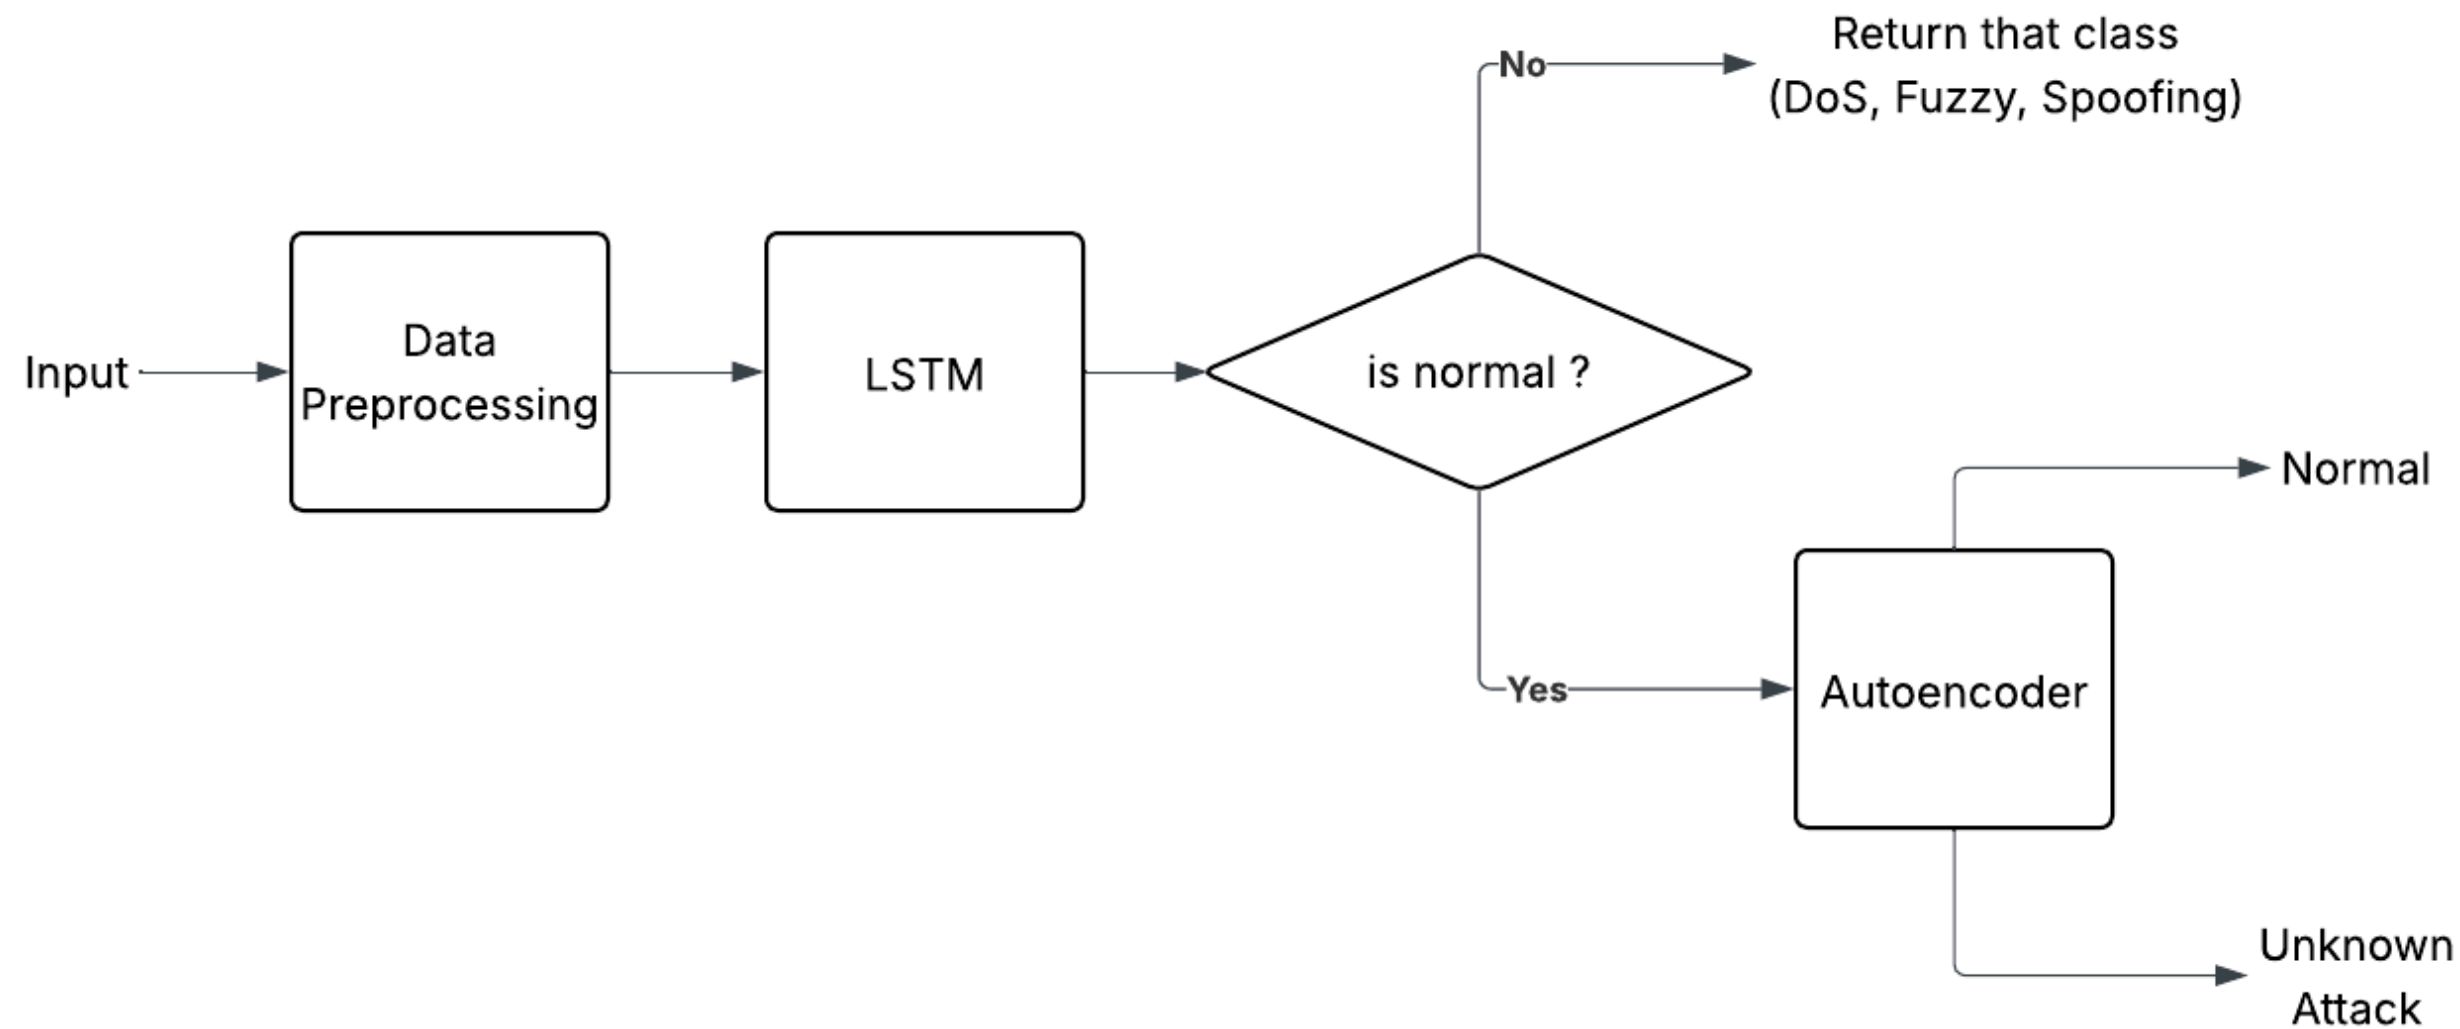 Input
Data
Preprocessing
LSTM
is normal ?
No
Return that class
(DoS, Fuzzy, Spoofing)
Yes
Autoencoder
Normal
Unknown
Attack